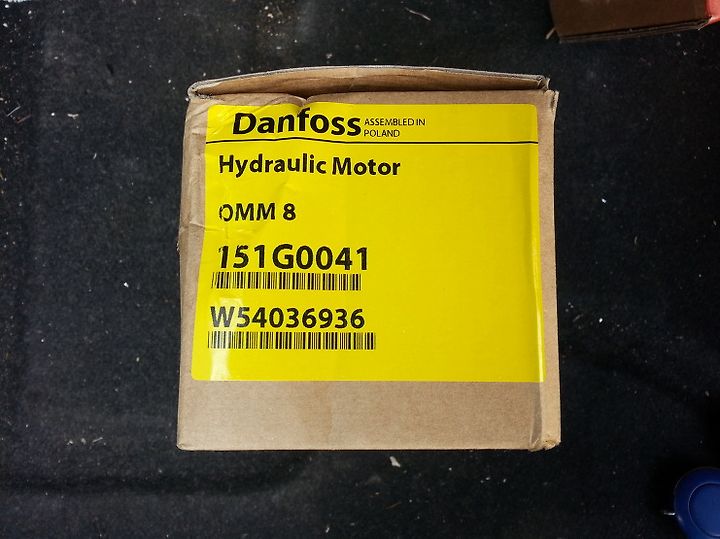 Danfoss ASSEMBLED IN
POLAND
Hydraulic Motor
OMM 8
151G0041
W54036936